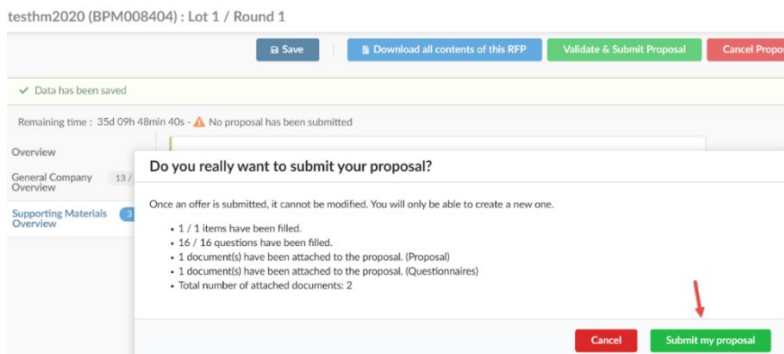 testhm2020 (BPM008404) : Lot 1 / Round 1
Save
Download all contents of this RFP
Validate & Submit Proposal
Cancel
Data has been saved
Remaining time : 35d 09h 48min 40s - No proposal has been submitted
Overview
General Company
Overview
13 /
Supporting Materials
Overview
3
Do you really want to submit your proposal?
Once an offer is submitted, it cannot be modified. You will only be able to create a new one.
• 1 / 1 items have been filled.
• 16 / 16 questions have been filled.
• 1 document(s) have been attached to the proposal. (Proposal)
• 1 document(s) have been attached to the proposal. (Questionnaires)
• Total number of attached documents: 2
Cancel
Submit my proposal